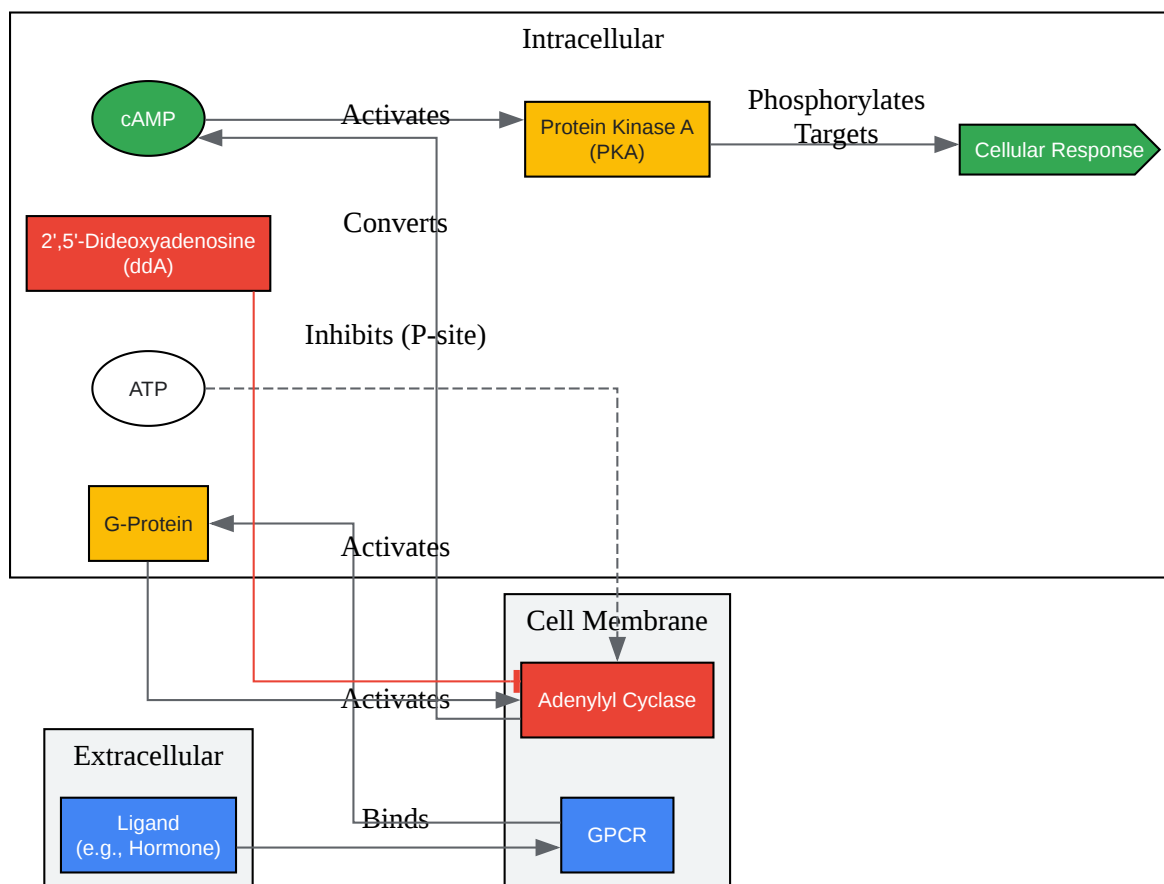 Intracellular
cAMP
Activates
Protein Kinase A
(PKA)
Phosphorylates
Targets
Cellular Response
Converts
2',5'-Dideoxyadenosine
(ddA)
Inhibits (P-site)
ATP
G-Protein
Activates
Cell Membrane
Activates
Adenylyl Cyclase
Extracellular
Ligand
(e.g., Hormone)
Binds
GPCR